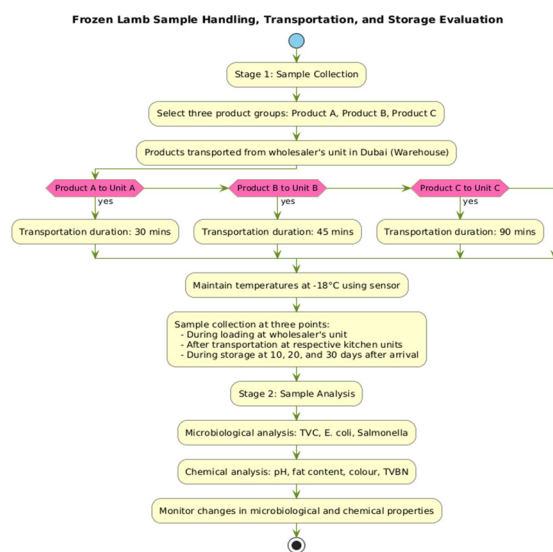 Frozen Lamb Sample Handling, Transportation, and Storage Evaluation
Stage 1: Sample Collection
Select three product groups: Product A, Product B, Product C
Products transported from wholesaler's unit in Dubai (Warehouse)
Product A to Unit A
Product B to Unit B
Product C to Unit C
yes
yes
yes
Transportation duration: 30 mins
Transportation duration: 45 mins
Transportation duration: 90 mins
Maintain temperatures at -18°C using sensor
Sample collection at three points:
- During loading at wholesaler's unit
- After transportation at respective kitchen units
- During storage at 10, 20, and 30 days after arrival
Stage 2: Sample Analysis
Microbiological analysis: TVC, E. coli, Salmonella
Chemical analysis: pH, fat content, colour, TVBN
Monitor changes in microbiological and chemical properties